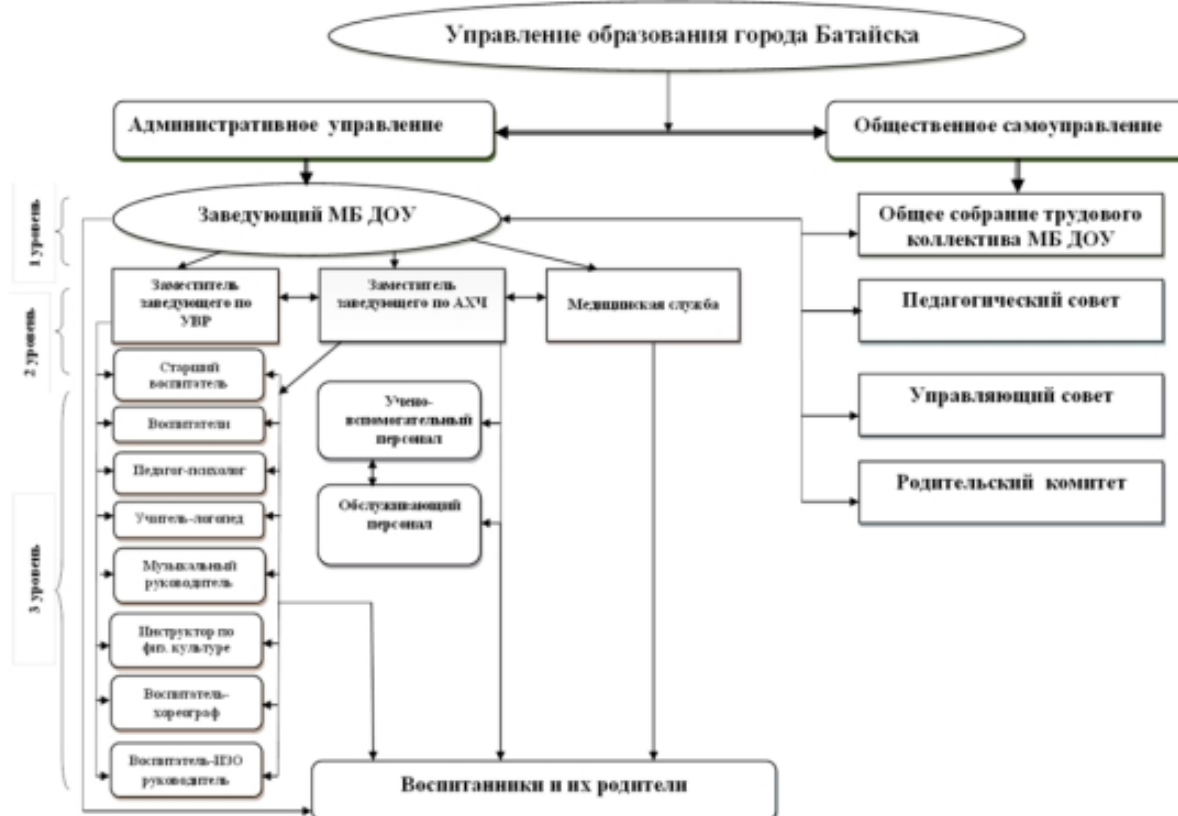 Управление образования города Батайска
Административное управление
Общественное самоуправление
1 уровень
Заведующий МБ ДОУ
Общее собрание трудового
коллектива МБ ДОУ
2 уровень
Заместитель
заведующего по
УВР
Заместитель
заведующего по АХЧ
Медицинская служба
Педагогический совет
Управляющий совет
Родительский комитет
3 уровень
Старший
воспитатель
Воспитатели
Педагог-психолог
Учитель-логопед
Музыкальный
руководитель
Инструктор по
физ. культуре
Воспитатель-
хореограф
Воспитатель-ИЗО
руководитель
Учено-
вспомогательный
персонал
Обслуживающий
персонал
Воспитанники и их родители